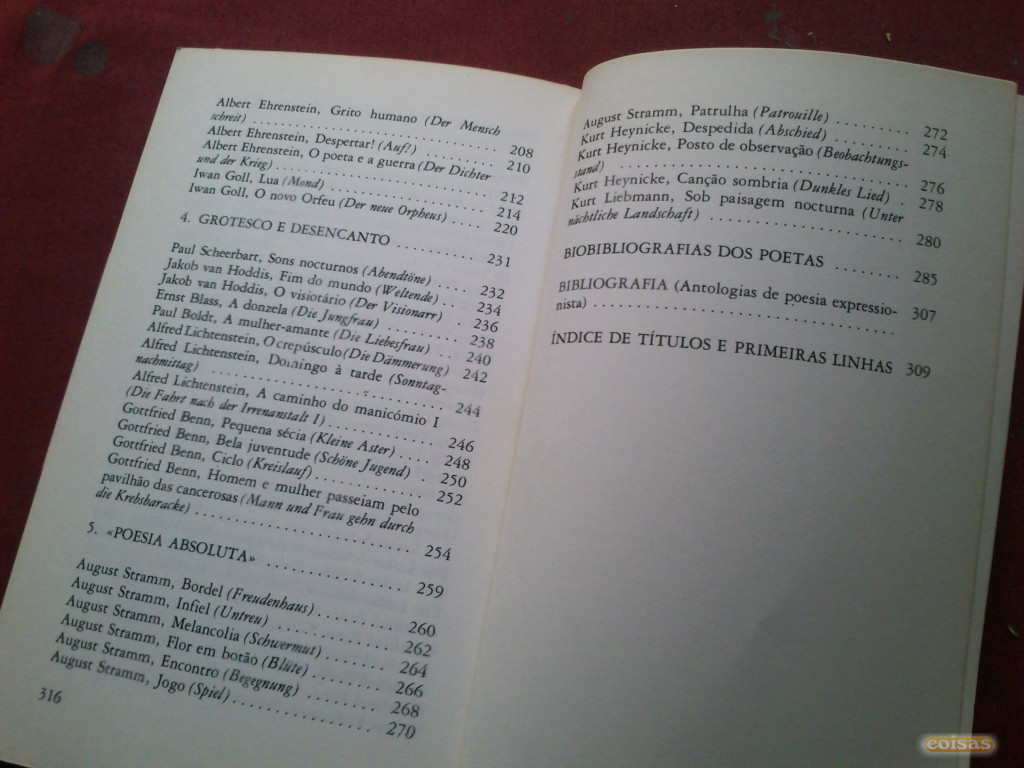 Albert Ehrenstein, Grito humano (Der Mensch
schreit) . . . . . . . . . . . . . . . . . . . . . . . . . . . . . . 208
Albert Ehrenstein, Despertar! (Auf!) . . . . . . . . . . 210
Albert Ehrenstein, O poeta e a guerra (Der Dichter
und der Krieg) . . . . . . . . . . . . . . . . . . . . . . . . 212
Iwan Goll, Lua (Mond) . . . . . . . . . . . . . . . . . . 214
Iwan Goll, O novo Orfeu (Der neue Orpheus) . . . . . 220
4. GROTESCO E DESENCANTO . . . . . . . . . . 231
Paul Scheerbart, Sons nocturnos (Abendtöne) . . . . 232
Jakob van Hoddis, Fim do mundo (Weltende) . . 234
Jakob van Hoddis, O visiotário (Der Visionarr) . 236
Ernst Blass, A donzela (Die Jungfrau) . . . . . . . . . 238
Paul Boldt, A mulher-amante (Die Liebesfrau) . . . 240
Alfred Lichtenstein, O crepúsculo (Die Dämmerung) 242
Alfred Lichtenstein, Domingo à tarde (Sonntag-
nachmittag) . . . . . . . . . . . . . . . . . . . . . . . . . 244
Alfred Lichtenstein, A caminho do manicómio I
(Die Fahrt nach der Irrenanstalt I) . . . . . . . . . . . 246
Gottfried Benn, Pequena sécia (Kleine Aster) . . . . 248
Gottfried Benn, Bela juventude (Schöne Jugend) . 250
Gottfried Benn, Ciclo (Kreislauf) . . . . . . . . . . . . 252
Gottfried Benn, Homem e mulher passeiam pelo
pavilhão das cancerosas (Mann und Frau gehn durch
die Krebsbaracke) . . . . . . . . . . . . . . . . . . . . . 254
5. «POESIA ABSOLUTA» . . . . . . . . . . . . . . 259
August Stramm, Bordel (Freudenhaus) . . . . . . . . 260
August Stramm, Infiel (Untreu) . . . . . . . . . . . . 262
August Stramm, Melancolia (Schwermut) . . . . . . 264
August Stramm, Flor em botão (Blüte) . . . . . . . . 266
August Stramm, Encontro (Begegnung) . . . . . . . 268
August Stramm, Jogo (Spiel) . . . . . . . . . . . . . . 270
316
August Stramm, Patrulha (Patrouille) . . . . . . . . 272
Kurt Heynicke, Despedida (Abschied) . . . . . . . . 274
Kurt Heynicke, Posto de observação (Beobachtungs-
stand) . . . . . . . . . . . . . . . . . . . . . . . . . . . . 276
Kurt Heynicke, Canção sombria (Dunkles Lied) . 278
Kurt Liebmann, Sob paisagem nocturna (Unter
nächtliche Landschaft) . . . . . . . . . . . . . . . . . 280
BIOBIBLIOGRAFIAS DOS POETAS . . . . . . . . 285
BIBLIOGRAFIA (Antologias de poesia expressio-
nista) . . . . . . . . . . . . . . . . . . . . . . . . . . . . 307
ÍNDICE DE TÍTULOS E PRIMEIRAS LINHAS 309
coisas